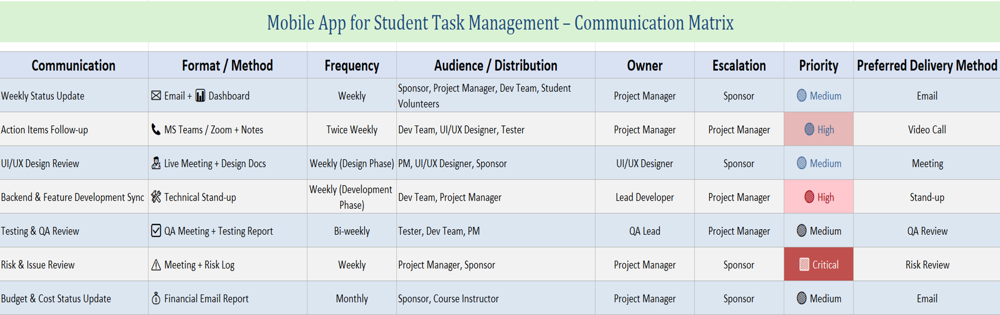 Mobile App for Student Task Management – Communication Matrix
Communication Format / Method Frequency Audience / Distribution Owner Escalation Priority Preferred Delivery Method
Weekly Status Update Email + Dashboard Weekly Sponsor, Project Manager, Dev Team, Student Volunteers Project Manager Sponsor Medium Email
Action Items Follow-up MS Teams / Zoom + Notes Twice Weekly Dev Team, UI/UX Designer, Tester Project Manager Project Manager High Video Call
UI/UX Design Review Live Meeting + Design Docs Weekly (Design Phase) PM, UI/UX Designer, Sponsor UI/UX Designer Sponsor Medium Meeting
Backend & Feature Development Sync Technical Stand-up Weekly (Development Phase) Dev Team, Project Manager Lead Developer Project Manager High Stand-up
Testing & QA Review QA Meeting + Testing Report Bi-weekly Tester, Dev Team, PM QA Lead Project Manager Medium QA Review
Risk & Issue Review Meeting + Risk Log Weekly Project Manager, Sponsor Project Manager Sponsor Critical Risk Review
Budget & Cost Status Update Financial Email Report Monthly Sponsor, Course Instructor Project Manager Sponsor Medium Email